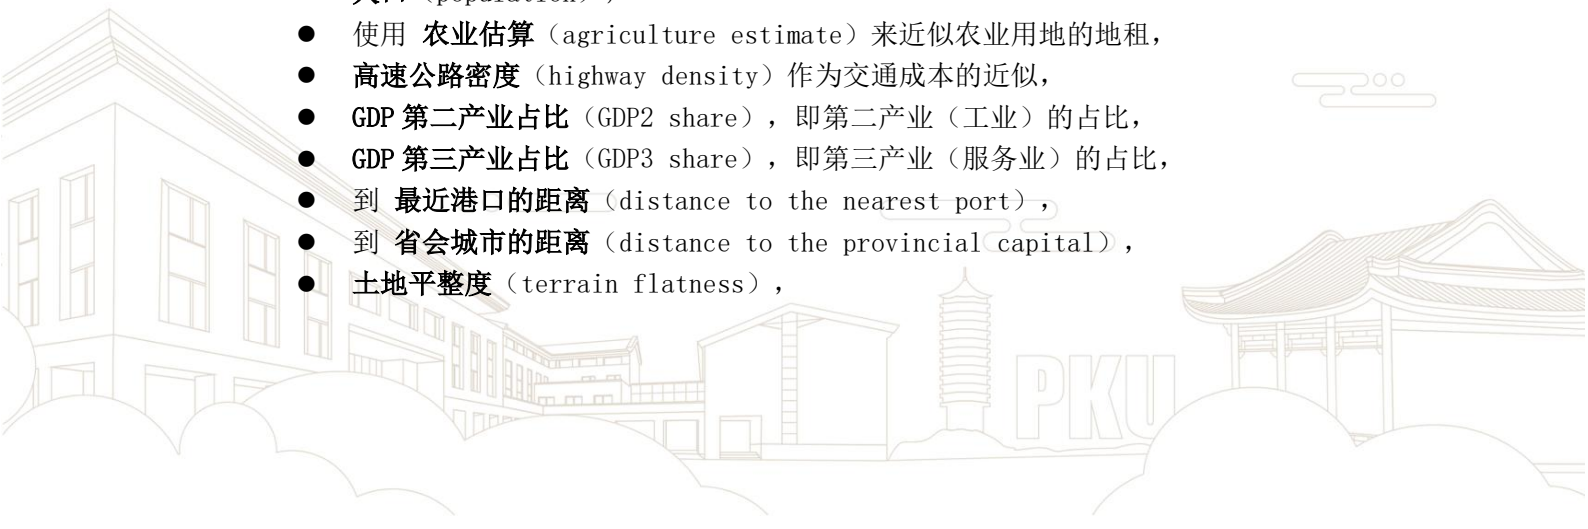 （population），
● 使用 农业估算（agriculture estimate）来近似农业用地的地租，
● 高速公路密度（highway density）作为交通成本的近似，
● GDP 第二产业占比（GDP2 share），即第二产业（工业）的占比，
● GDP 第三产业占比（GDP3 share），即第三产业（服务业）的占比，
● 到 最近港口的距离（distance to the nearest port），
● 到 省会城市的距离（distance to the provincial capital），
● 土地平整度（terrain flatness），
PKU